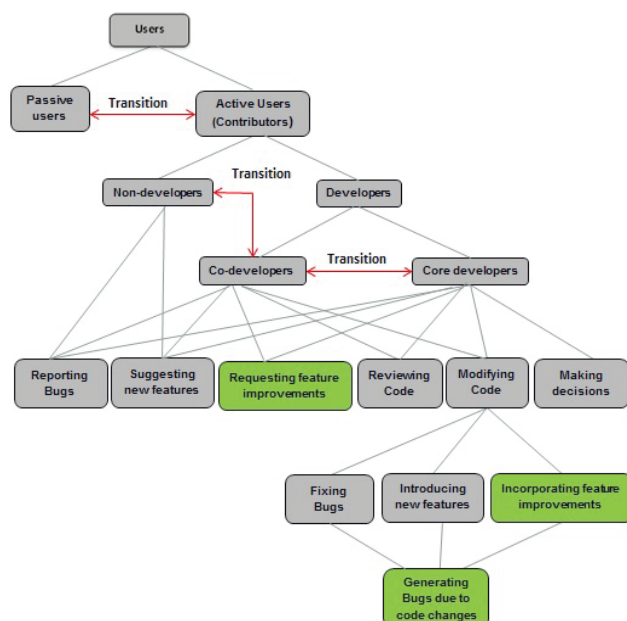 Users
Passive
users
Transition
Active Users
(Contributors)
Transition
Non-developers
Developers
Transition
Co-developers
Core developers
Reporting
Bugs
Suggesting
new features
Requesting feature
improvements
Reviewing
Code
Modifying
Code
Making
decisions
Fixing
Bugs
Introducing
new features
Incorporating feature
improvements
Generating
Bugs due to
code changes